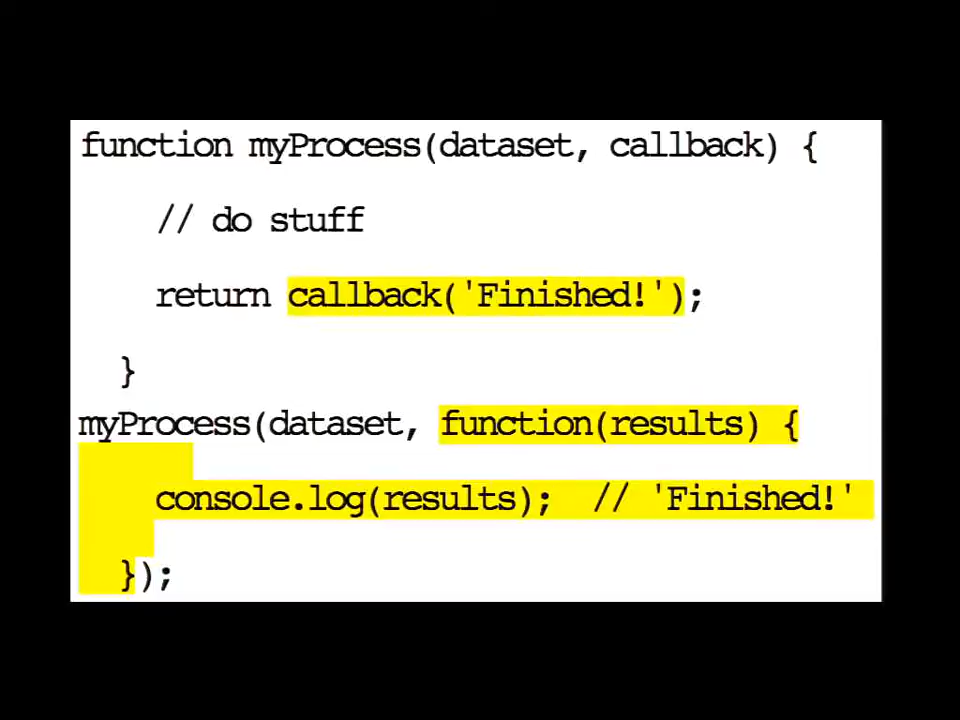 function myProcess(dataset, callback) {
// do stuff
return callback('Finished!');
}
myProcess(dataset, function(results) {
console.log(results); // 'Finished!'
});